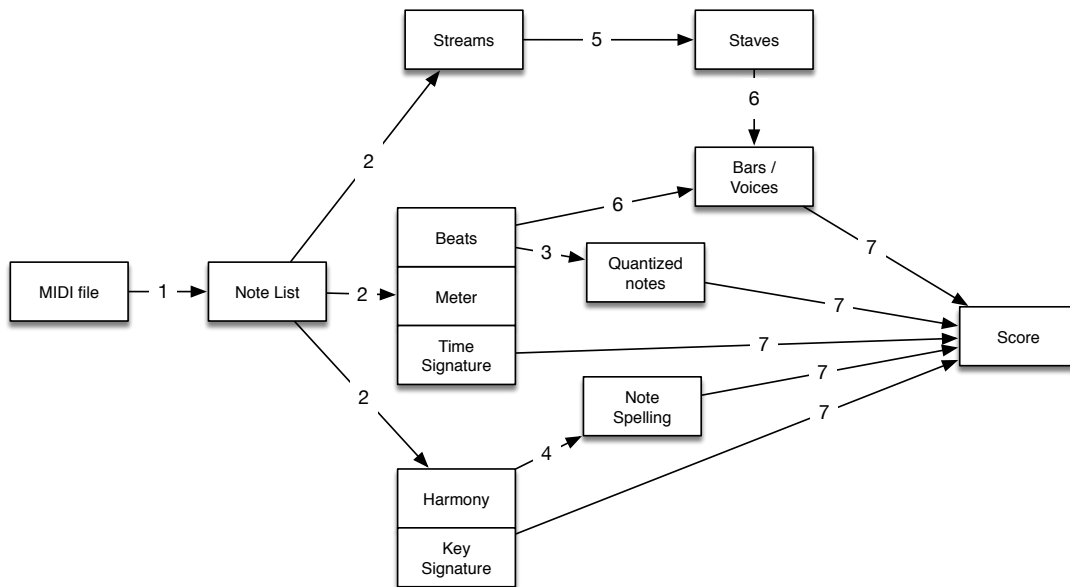 Streams
5
Staves
6
2
Bars /
Voices
6
Beats
3
Quantized
notes
7
MIDI file
1
Note List
2
Meter
7
Score
Time
Signature
7
7
2
Note
Spelling
7
4
Harmony
Key
Signature